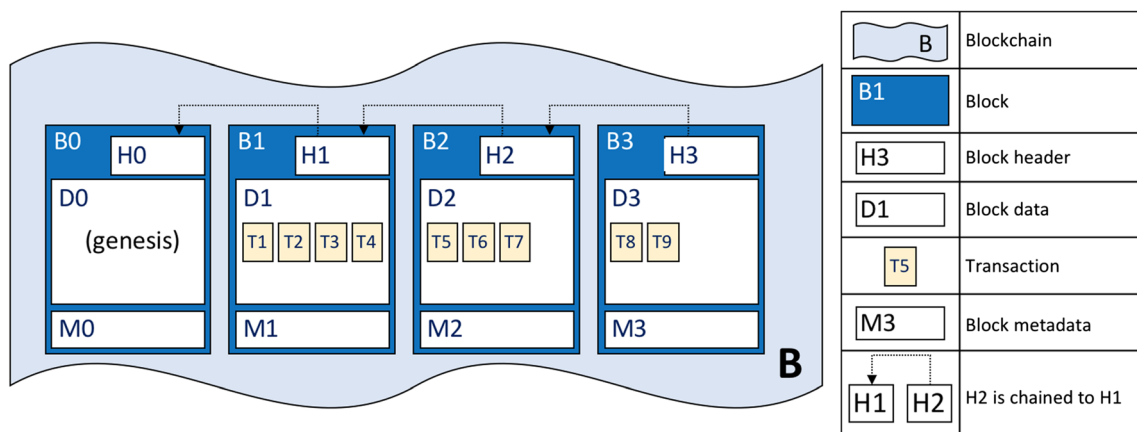 B0
H0
D0
(genesis)
M0
B1
H1
D1
T1 T2 T3 T4
M1
B2
H2
D2
T5 T6 T7
M2
B3
H3
D3
T8 T9
M3
B
B Blockchain
B1 Block
H3 Block header
D1 Block data
T5 Transaction
M3 Block metadata
H1 H2 H2 is chained to H1